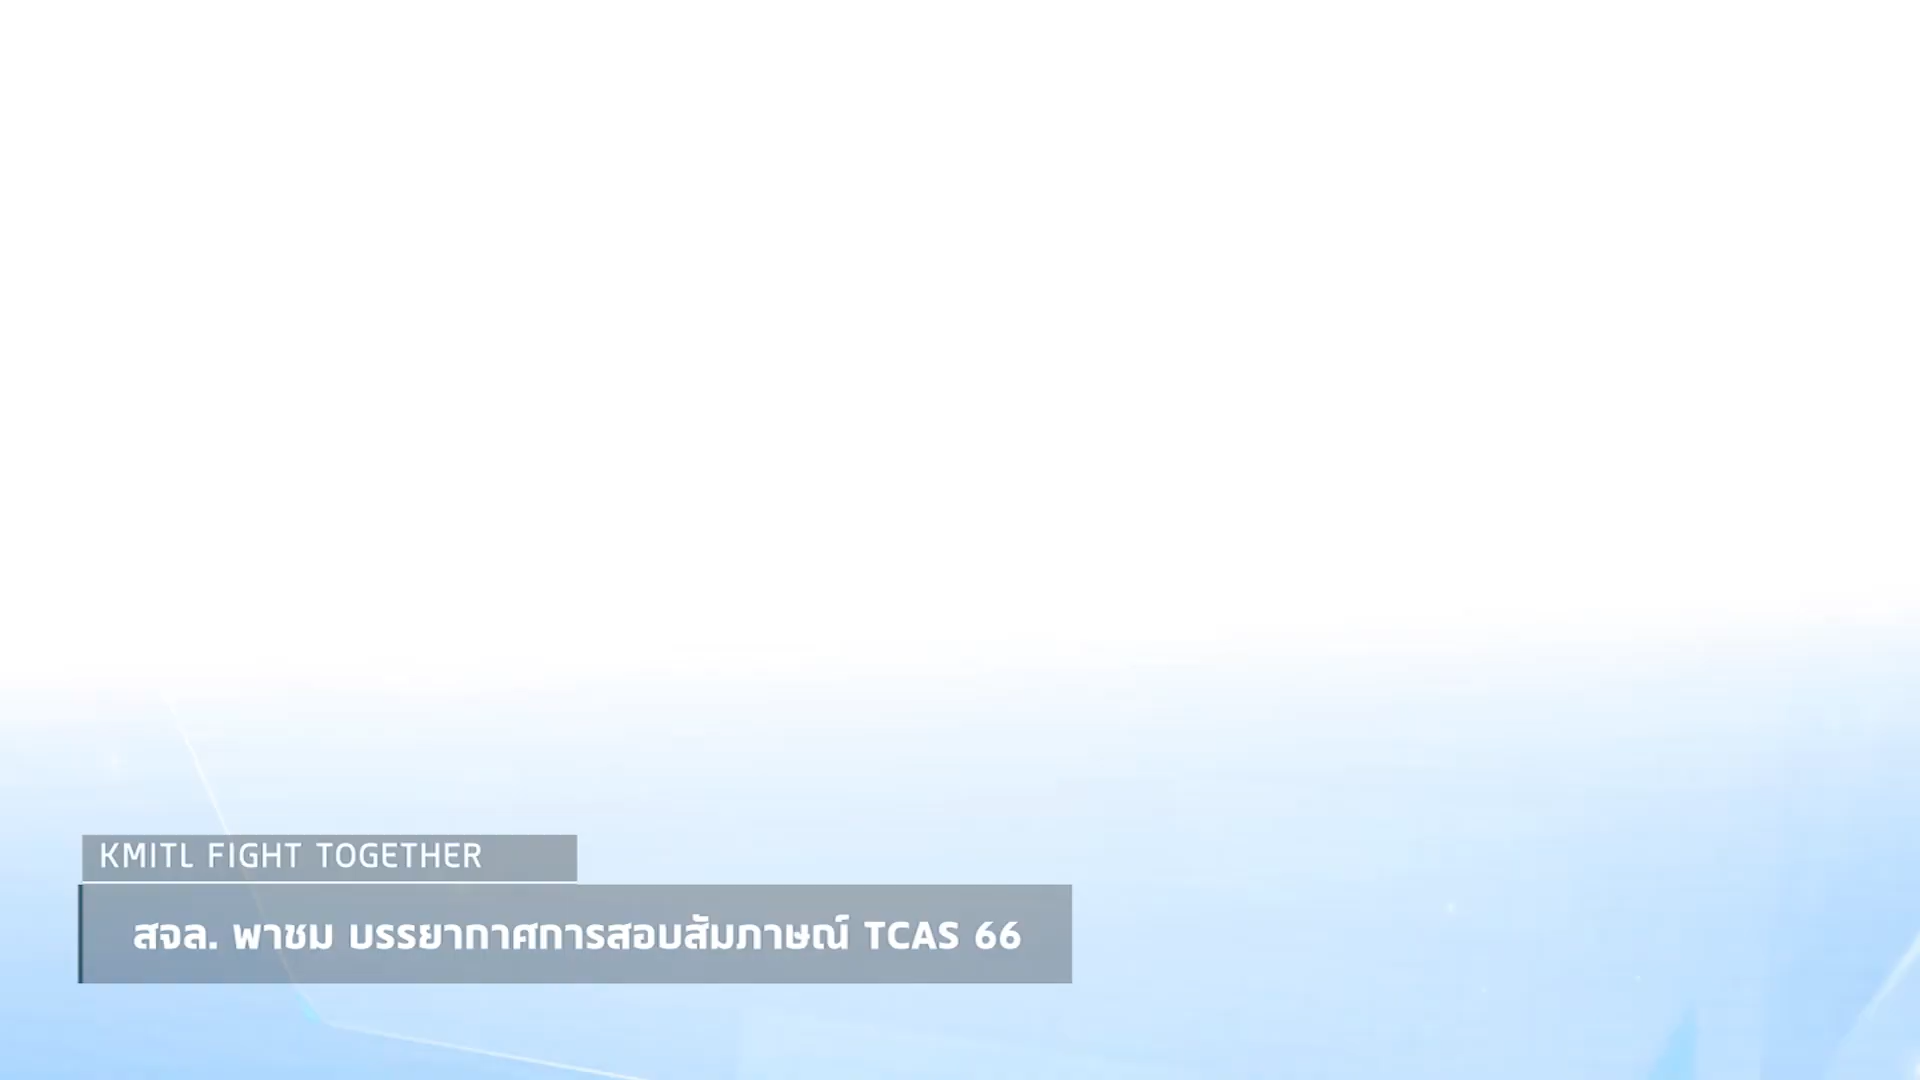 KMITL FIGHT TOGETHER
สจล. พาชม บรรยากาศการสอบสัมภาษณ์ TCAS 66